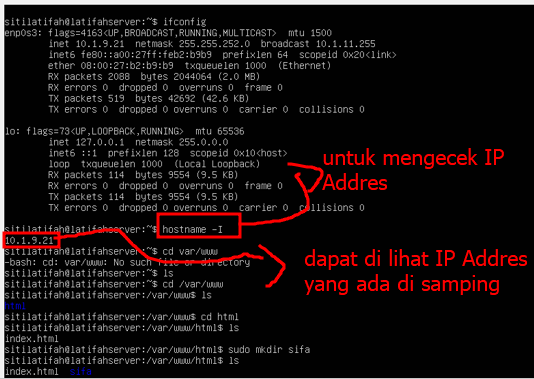 sitilatifah@latifahserver:~$ ifconfig
enp0s3: flags=4163<UP,BROADCAST,RUNNING,MULTICAST>  mtu 1500
inet 10.1.9.21  netmask 255.255.252.0  broadcast 10.1.11.255
inet6 fe80::a00:27ff:feb2:b9b9  prefixlen 64  scopeid 0x20<link>
ether 08:00:27:b2:b9:b9  txqueuelen 1000  (Ethernet)
RX packets 2088  bytes 2044064 (2.0 MB)
RX errors 0  dropped 0  overruns 0  frame 0
TX packets 519  bytes 42692 (42.6 KB)
TX errors 0  dropped 0 overruns 0  carrier 0  collisions 0
lo: flags=73<UP,LOOPBACK,RUNNING>  mtu 65536
inet 127.0.0.1  netmask 255.0.0.0
inet6 ::1  prefixlen 128  scopeid 0x10<host>
loop  txqueuelen 1000  (Local Loopback)
RX packets 114  bytes 9554 (9.5 KB)
RX errors 0  dropped 0  overruns 0  frame 0
TX packets 114  bytes 9554 (9.5 KB)
TX errors 0  dropped 0 overruns 0  carrier 0  collisions 0
untuk mengecek IP
Addres
sitilatifah@latifahserver:~$ hostname -I
10.1.9.21
sitilatifah@latifahserver:~$ cd var/www
-bash: cd: var/www: No such file or directory
sitilatifah@latifahserver:~$ ls
sitilatifah@latifahserver:~$ cd /var/www
sitilatifah@latifahserver:/var/www$ ls
html
sitilatifah@latifahserver:/var/www$ cd html
sitilatifah@latifahserver:/var/www/html$ ls
index.html
sitilatifah@latifahserver:/var/www/html$ sudo mkdir sifa
sitilatifah@latifahserver:/var/www/html$ ls
index.html  sifa
dapat di lihat IP Addres
yang ada di samping